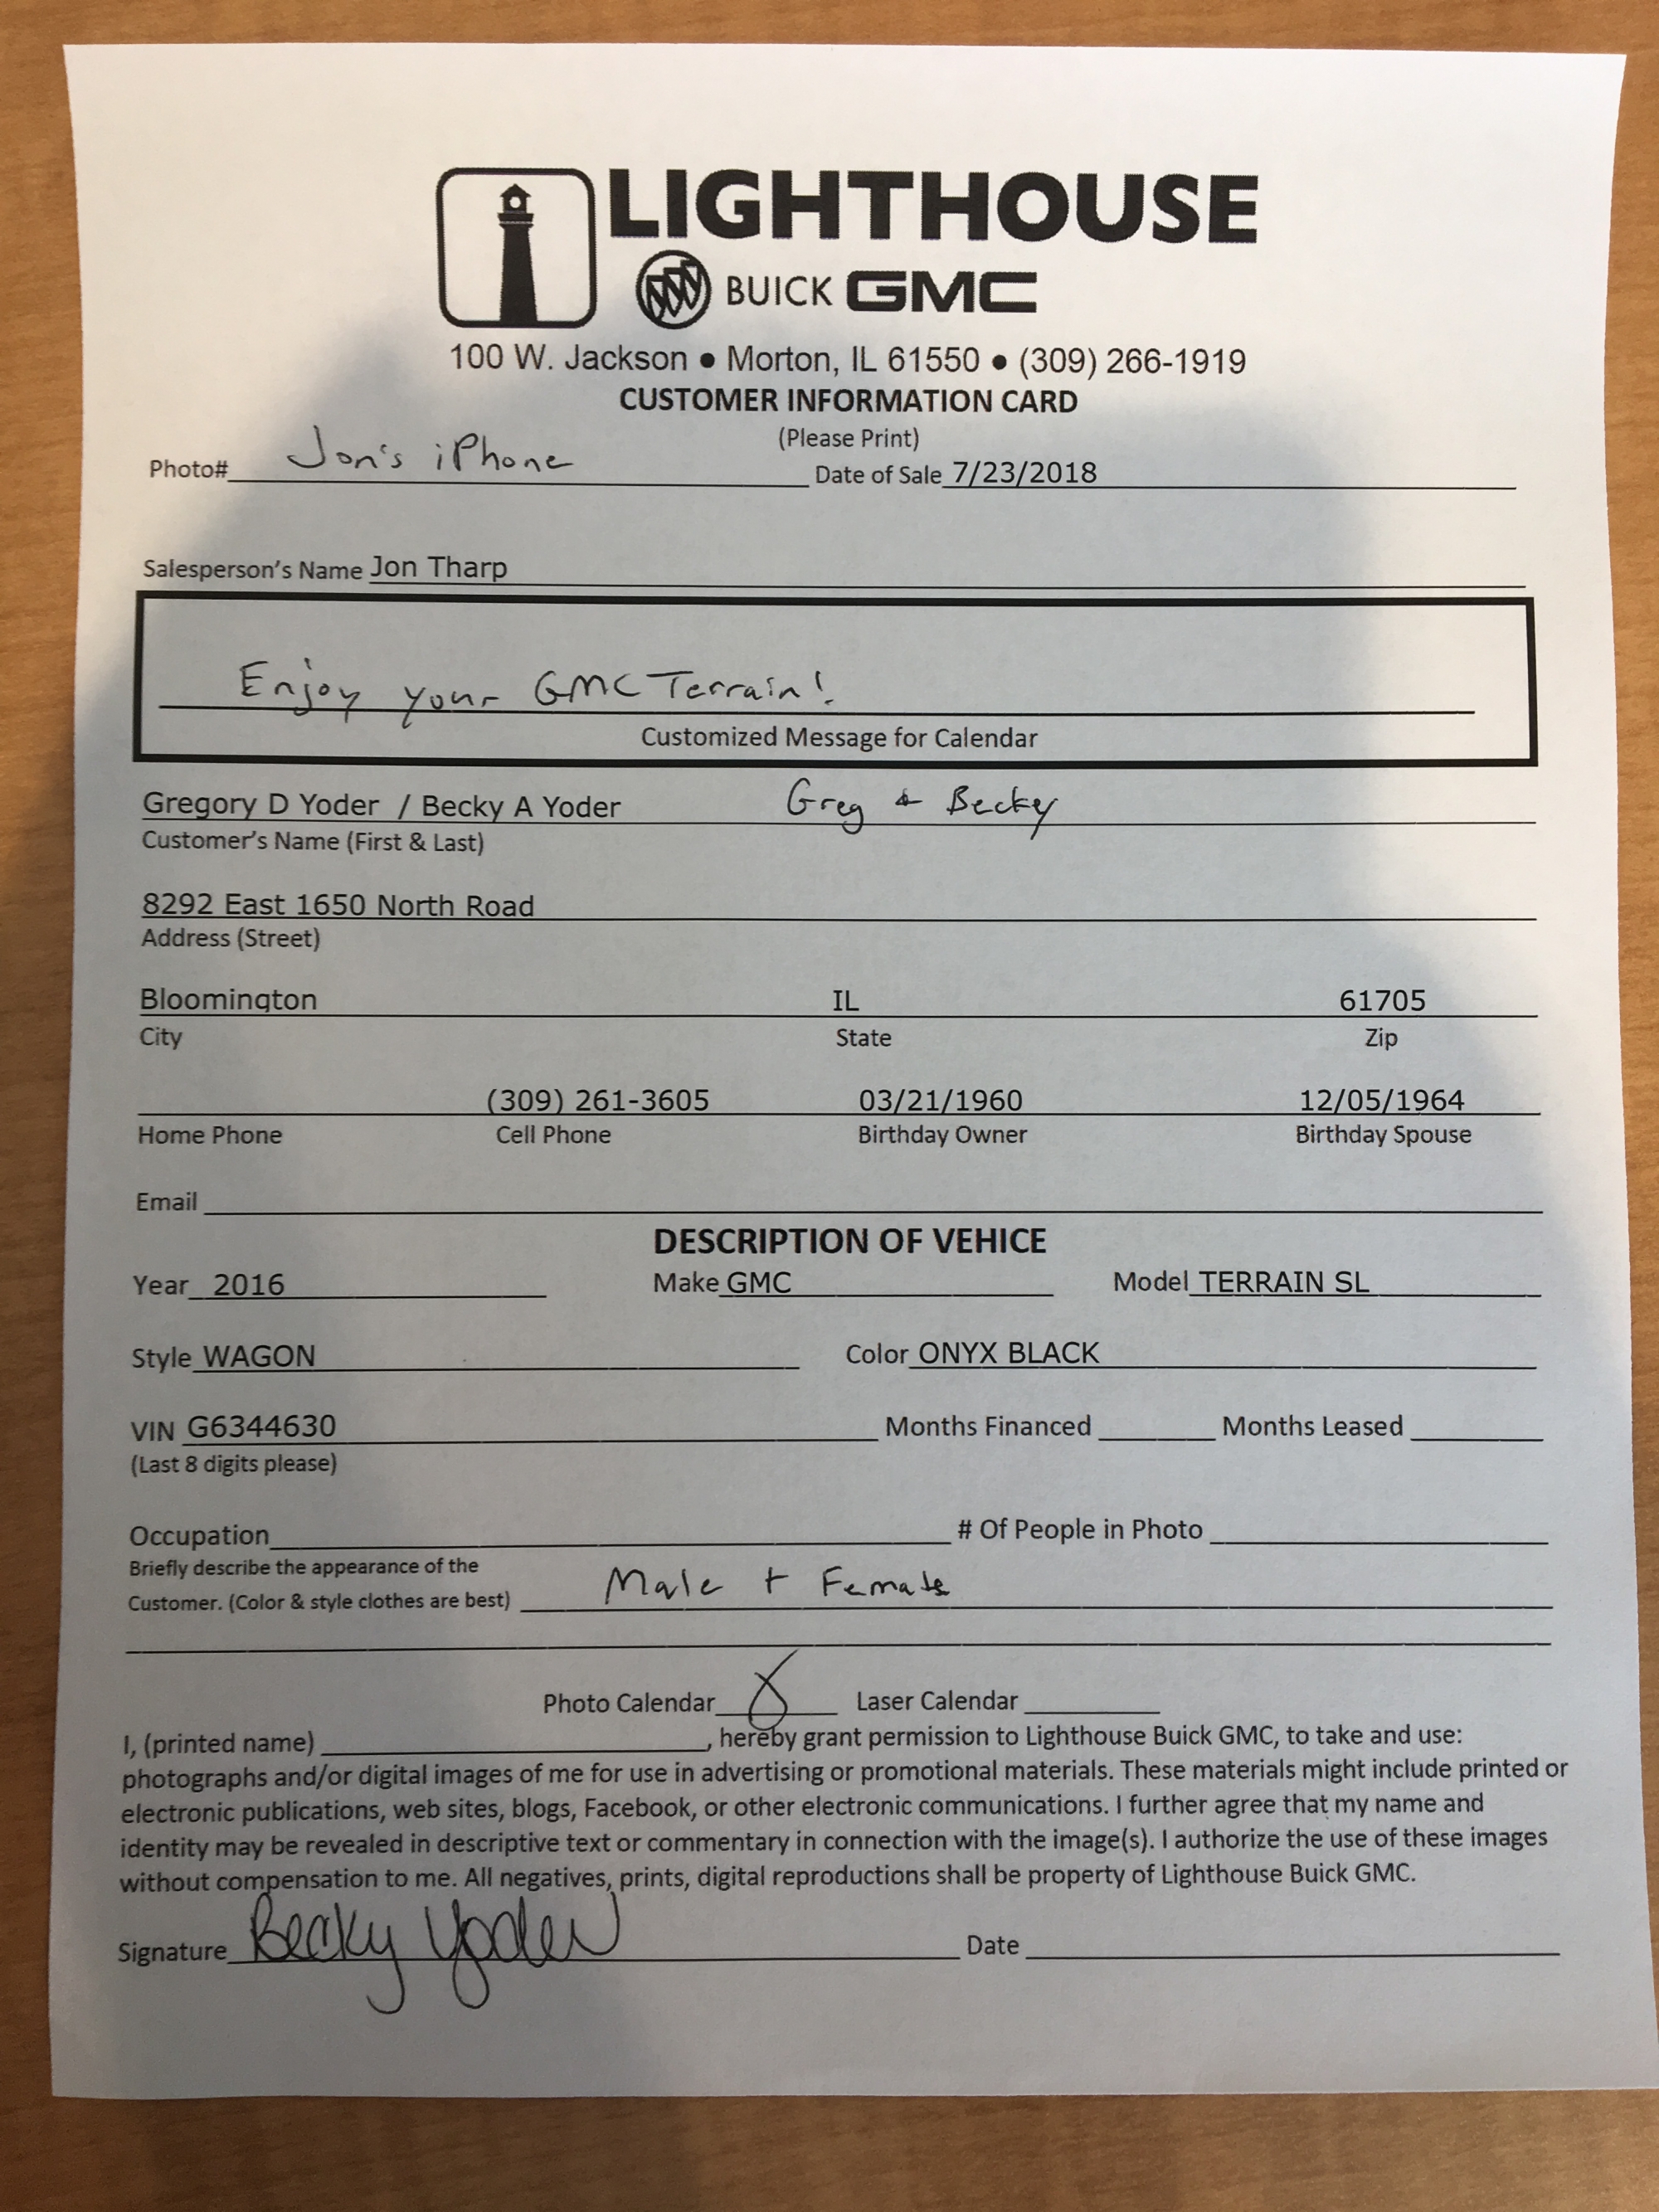 LIGHTHOUSE
BUICK GMC
100 W. Jackson ● Morton, IL 61550 ● (309) 266-1919
CUSTOMER INFORMATION CARD
(Please Print)
Photo# Jon's iPhone Date of Sale 7/23/2018
Salesperson's Name Jon Tharp
Enjoy your GMC Terrain!
Customized Message for Calendar
Gregory D Yoder / Becky A Yoder Greg & Becky
Customer's Name (First & Last)
8292 East 1650 North Road
Address (Street)
Bloomington IL 61705
City State Zip
(309) 261-3605 03/21/1960 12/05/1964
Home Phone Cell Phone Birthday Owner Birthday Spouse
Email
DESCRIPTION OF VEHICE
Year 2016 Make GMC Model TERRAIN SL
Style WAGON Color ONYX BLACK
VIN G6344630 Months Financed Months Leased
(Last 8 digits please)
Occupation # Of People in Photo
Briefly describe the appearance of the
Customer. (Color & style clothes are best) Male + Female
Photo Calendar X Laser Calendar
I, (printed name) , hereby grant permission to Lighthouse Buick GMC, to take and use:
photographs and/or digital images of me for use in advertising or promotional materials. These materials might include printed or
electronic publications, web sites, blogs, Facebook, or other electronic communications. I further agree that my name and
identity may be revealed in descriptive text or commentary in connection with the image(s). I authorize the use of these images
without compensation to me. All negatives, prints, digital reproductions shall be property of Lighthouse Buick GMC.
Signature Becky Yoder Date